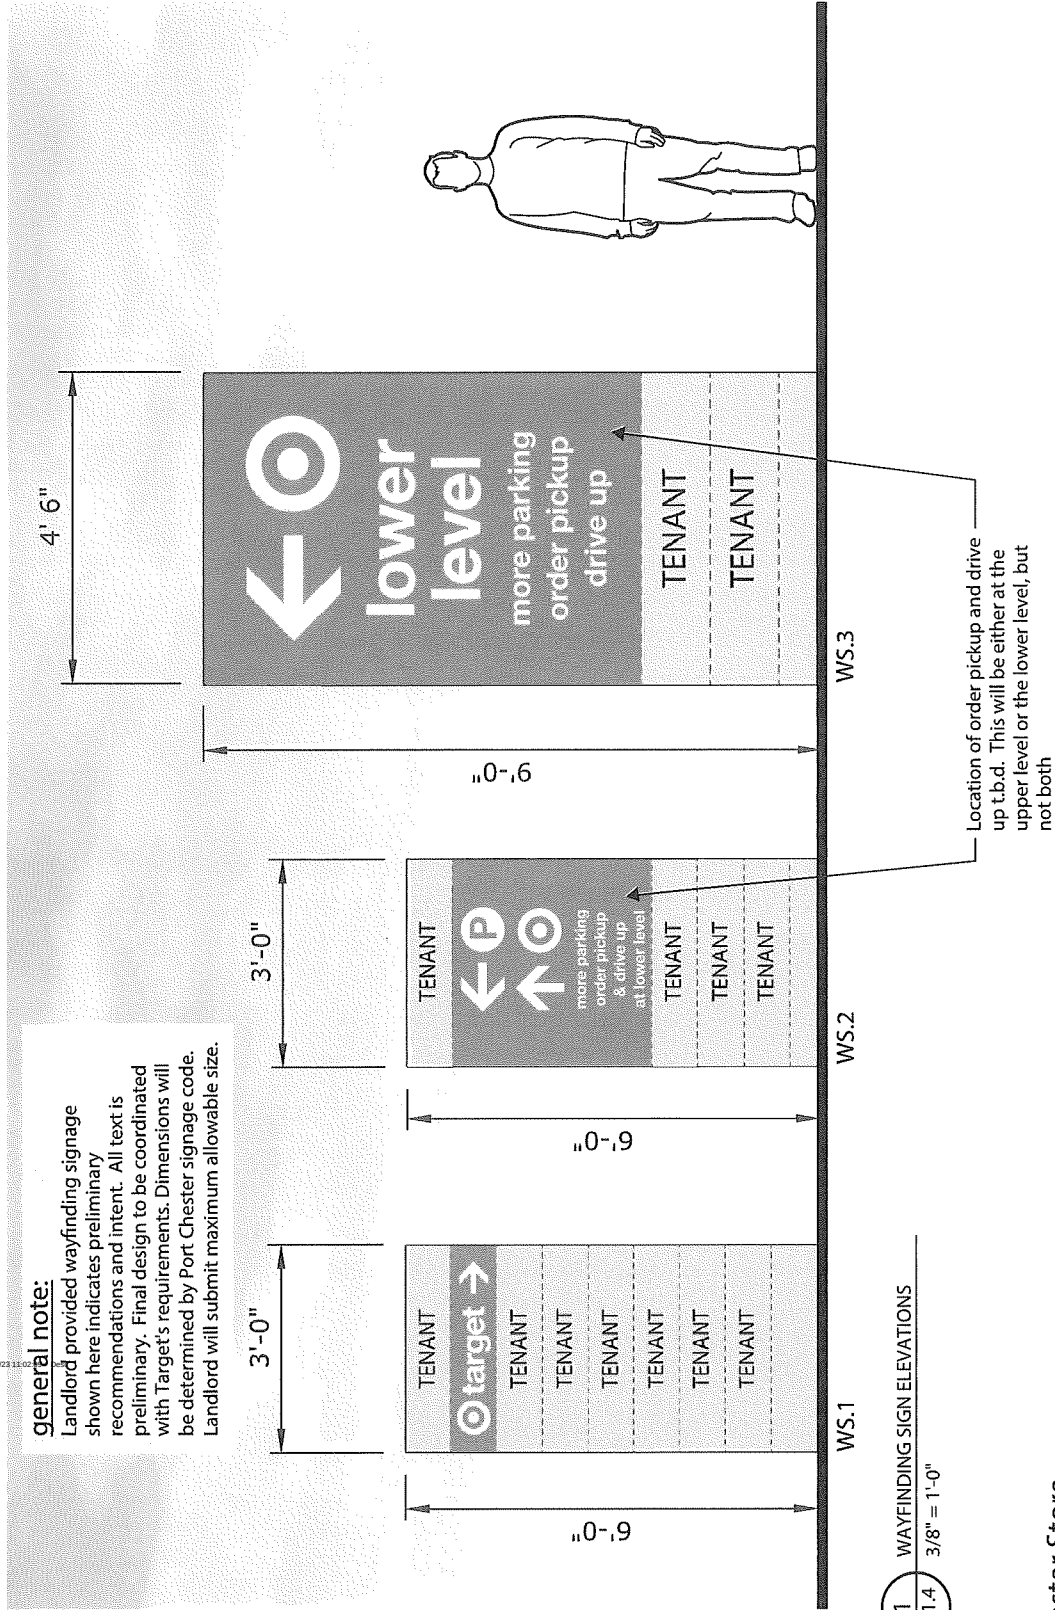 general note:
Landlord provided wayfinding signage
shown here indicates preliminary
recommendations and intent. All text is
preliminary. Final design to be coordinated
with Target's requirements. Dimensions will
be determined by Port Chester signage code.
Landlord will submit maximum allowable size.
3'-0"
6'-0"
TENANT
target
TENANT
TENANT
TENANT
TENANT
TENANT
TENANT
WS.1
3'-0"
6'-0"
TENANT
P
more parking
order pickup
& drive up
at lower level
TENANT
TENANT
TENANT
WS.2
4' 6"
9'-0"
lower
level
more parking
order pickup
drive up
TENANT
TENANT
WS.3
Location of order pickup and drive
up t.b.d. This will be either at the
upper level or the lower level, but
not both
1
1.4
WAYFINDING SIGN ELEVATIONS
3/8" = 1'-0"
Store